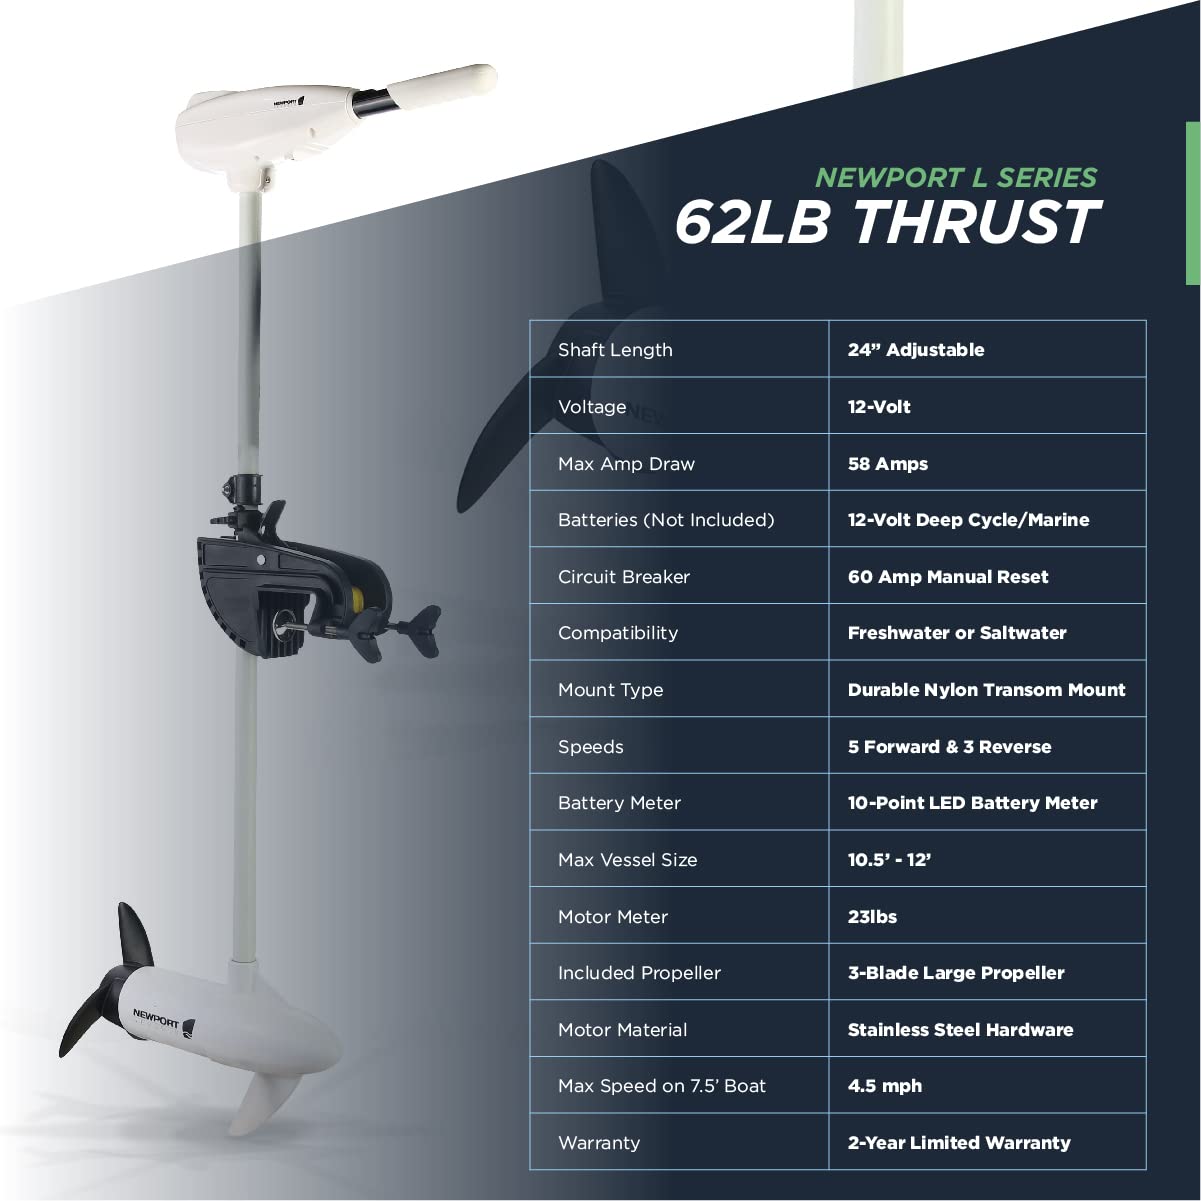 NEWPORT
NEWPORT L SERIES
62LB THRUST
Shaft Length 24” Adjustable
Voltage 12-Volt
Max Amp Draw 58 Amps
Batteries (Not Included) 12-Volt Deep Cycle/Marine
Circuit Breaker 60 Amp Manual Reset
Compatibility Freshwater or Saltwater
Mount Type Durable Nylon Transom Mount
Speeds 5 Forward & 3 Reverse
Battery Meter 10-Point LED Battery Meter
Max Vessel Size 10.5’ - 12’
Motor Meter 23lbs
Included Propeller 3-Blade Large Propeller
Motor Material Stainless Steel Hardware
Max Speed on 7.5’ Boat 4.5 mph
Warranty 2-Year Limited Warranty
NEWPORT